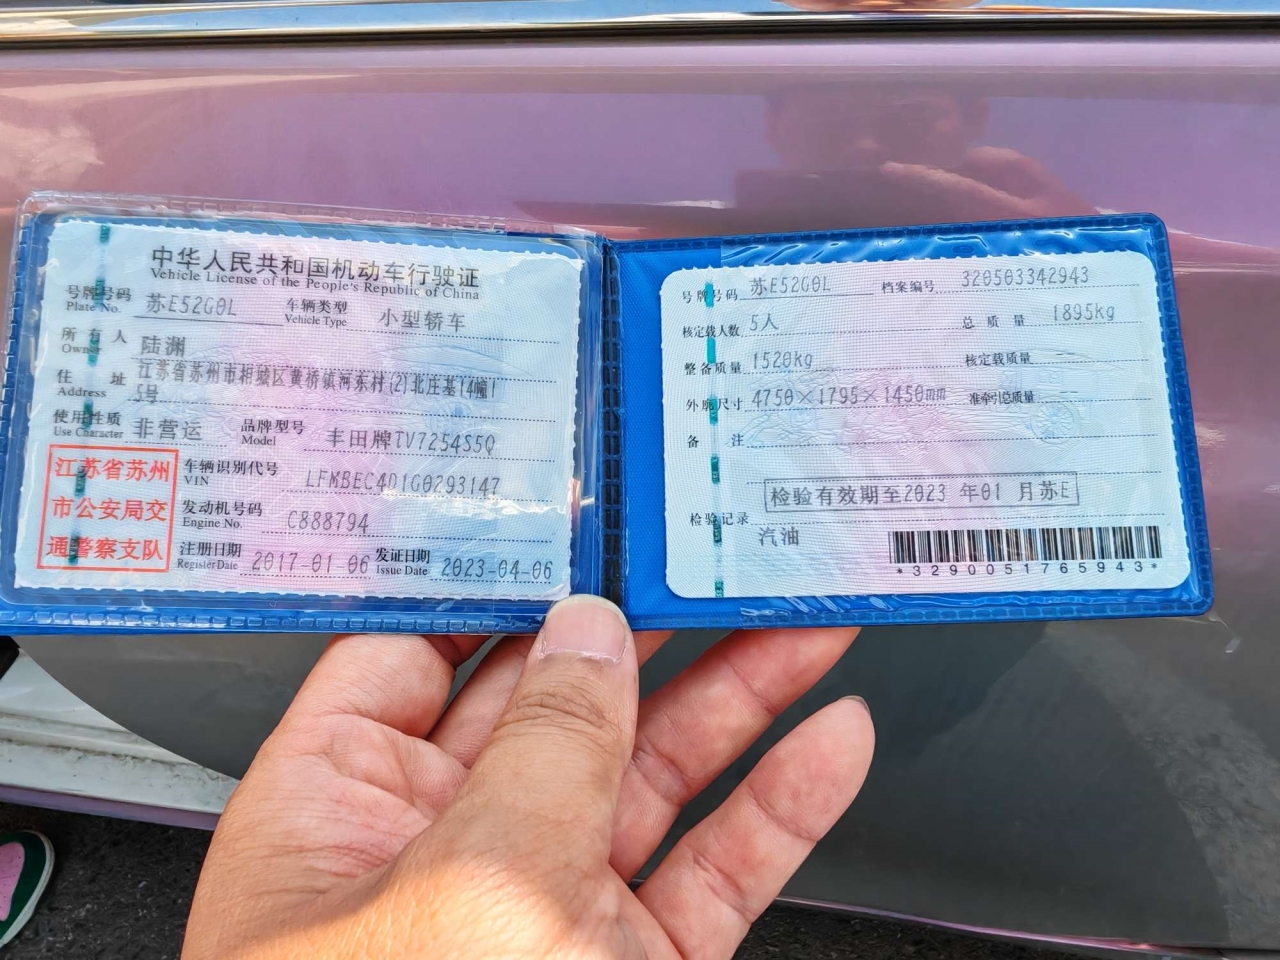 中华人民共和国机动车行驶证
Vehicle License of the People's Republic of China
号牌号码 苏E52G0L 车辆类型 小型轿车
Plate No. Vehicle Type
所有人 陆渊
Owner
住址 江苏省苏州市相城区黄桥镇河东村(2)北庄基14幢1
Address 5号
使用性质 非营运 品牌型号 丰田牌TV7254S5Q
Use Character Model
江苏省苏州
市公安局交
通警察支队
车辆识别代号 LFMBEC401G0293147
VIN
发动机号码 C888794
Engine No.
注册日期 2017-01-06 发证日期 2023-04-06
Register Date Issue Date
号牌号码 苏E52G0L 档案编号 320503342943
核定载人数 5人 总质量 1895kg
整备质量 1520kg 核定载质量 --
外廓尺寸 4750×1795×1450mm 准牵引总质量 --
备注
检验有效期至2023 年01 月苏E
检验记录
汽油
*3290051765943*